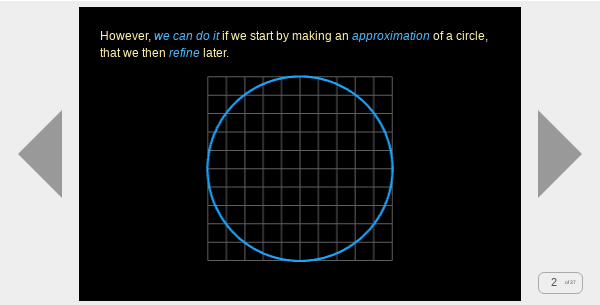 However, we can do it if we start by making an approximation of a circle,
that we then refine later.
2 of 37